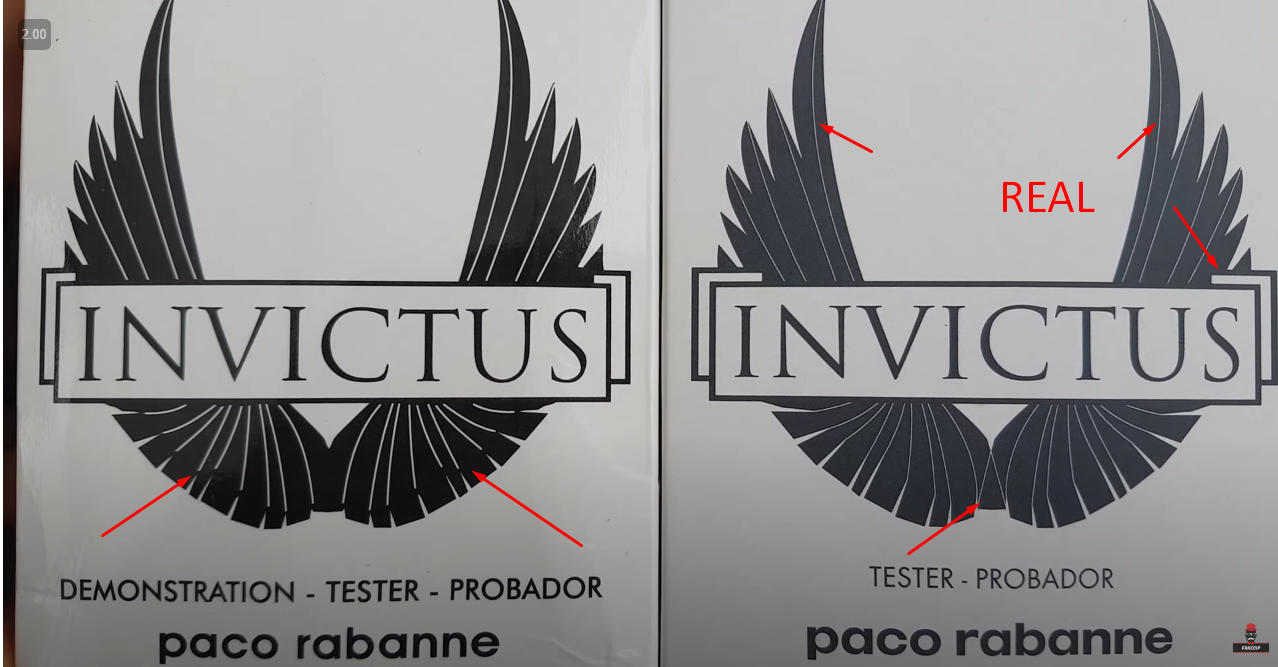 2.00
REAL
INVICTUS
INVICTUS
DEMONSTRATION - TESTER - PROBADOR
TESTER - PROBADOR
paco rabanne
paco rabanne